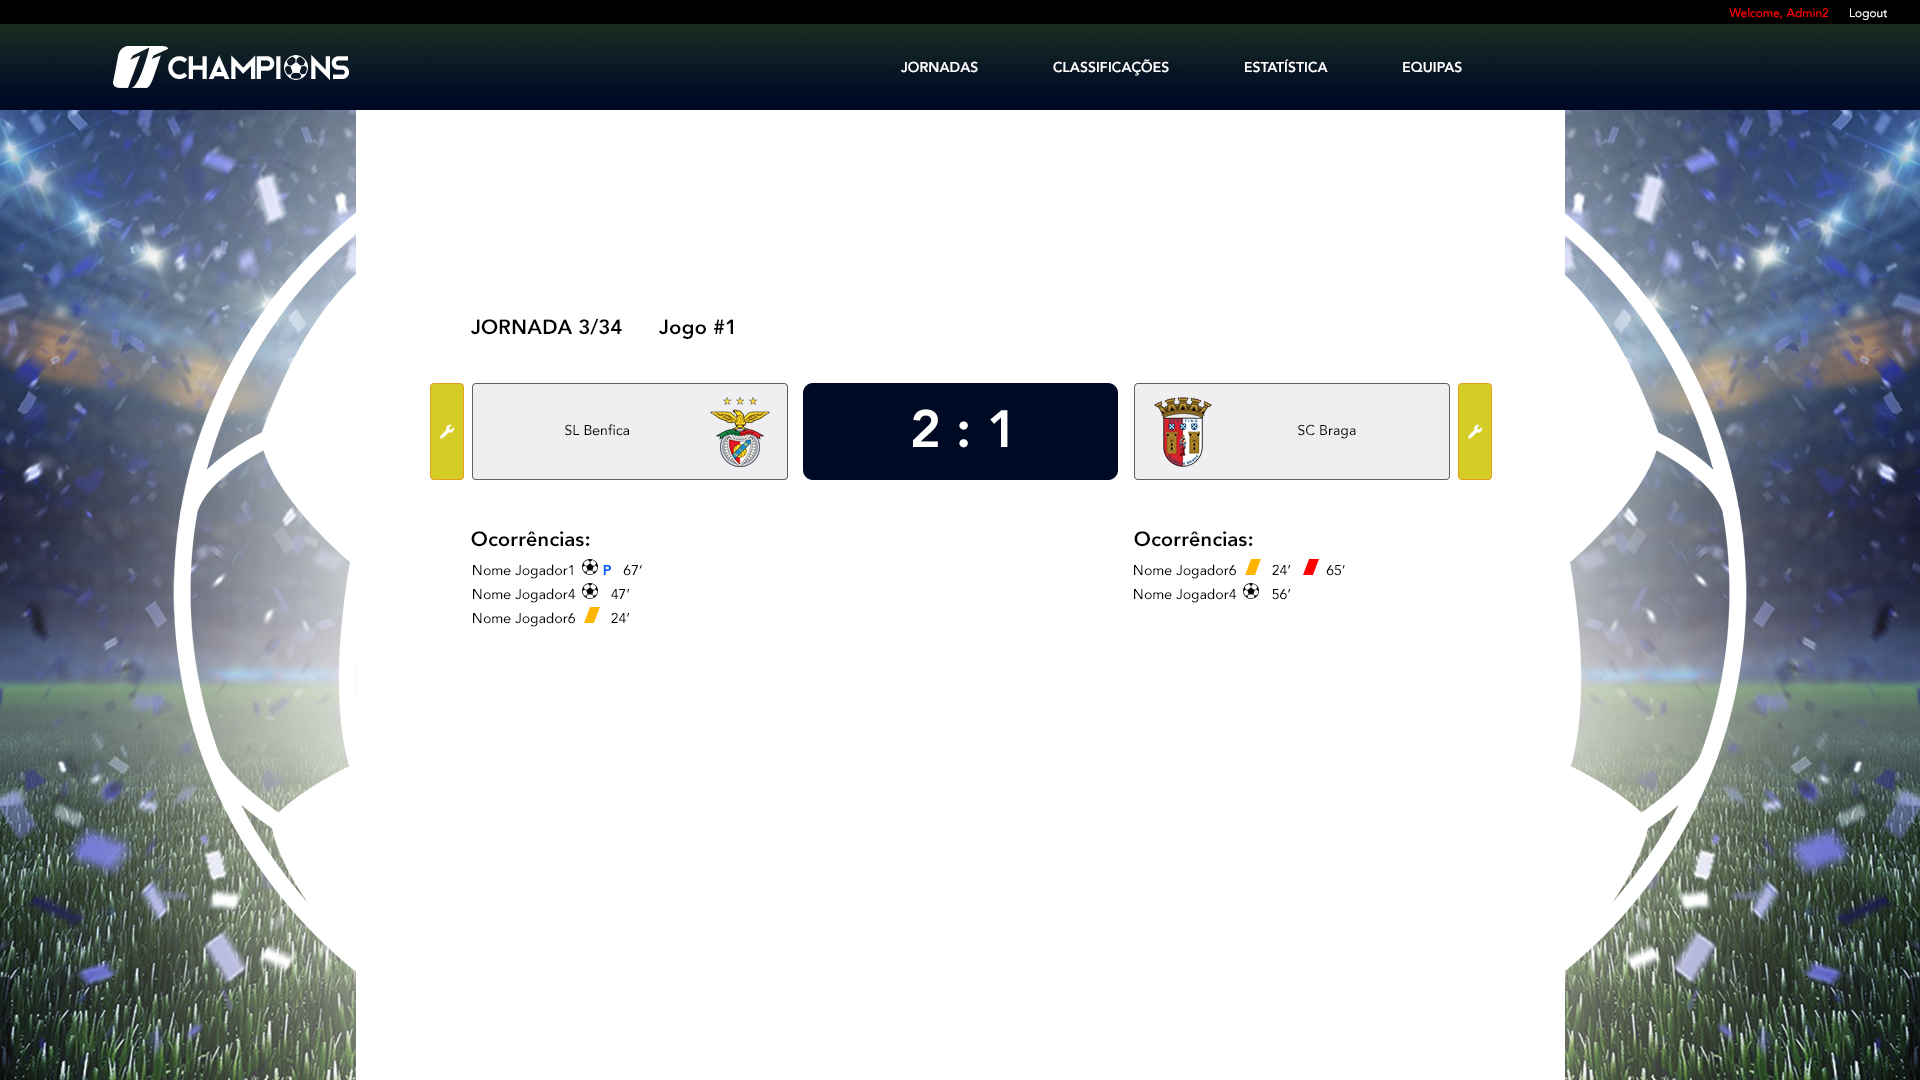 Welcome, Admin2 Logout
11 CHAMPIONS
JORNADAS CLASSIFICAÇÕES ESTATÍSTICA EQUIPAS
JORNADA 3/34 Jogo #1
SL Benfica 2 : 1 SC Braga
Ocorrências:
Nome Jogador1 P 67’
Nome Jogador4 47’
Nome Jogador6 24’
Ocorrências:
Nome Jogador6 24’ 65’
Nome Jogador4 56’